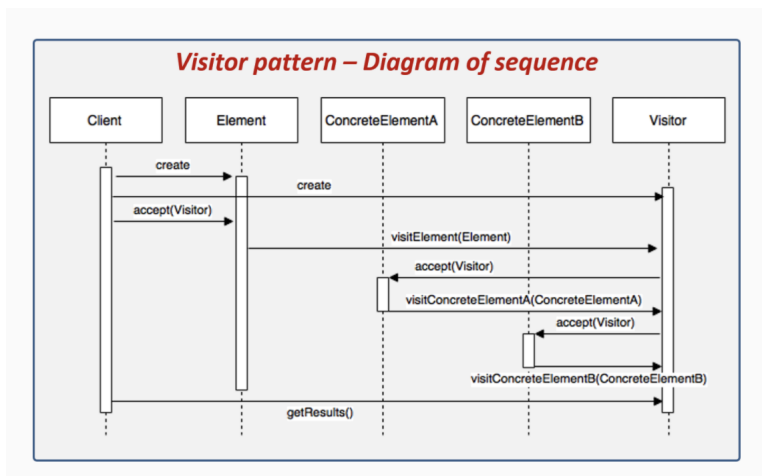 Visitor pattern – Diagram of sequence
Client
Element
ConcreteElementA
ConcreteElementB
Visitor
create
create
accept(Visitor)
visitElement(Element)
accept(Visitor)
visitConcreteElementA(ConcreteElementA)
accept(Visitor)
visitConcreteElementB(ConcreteElementB)
getResults()